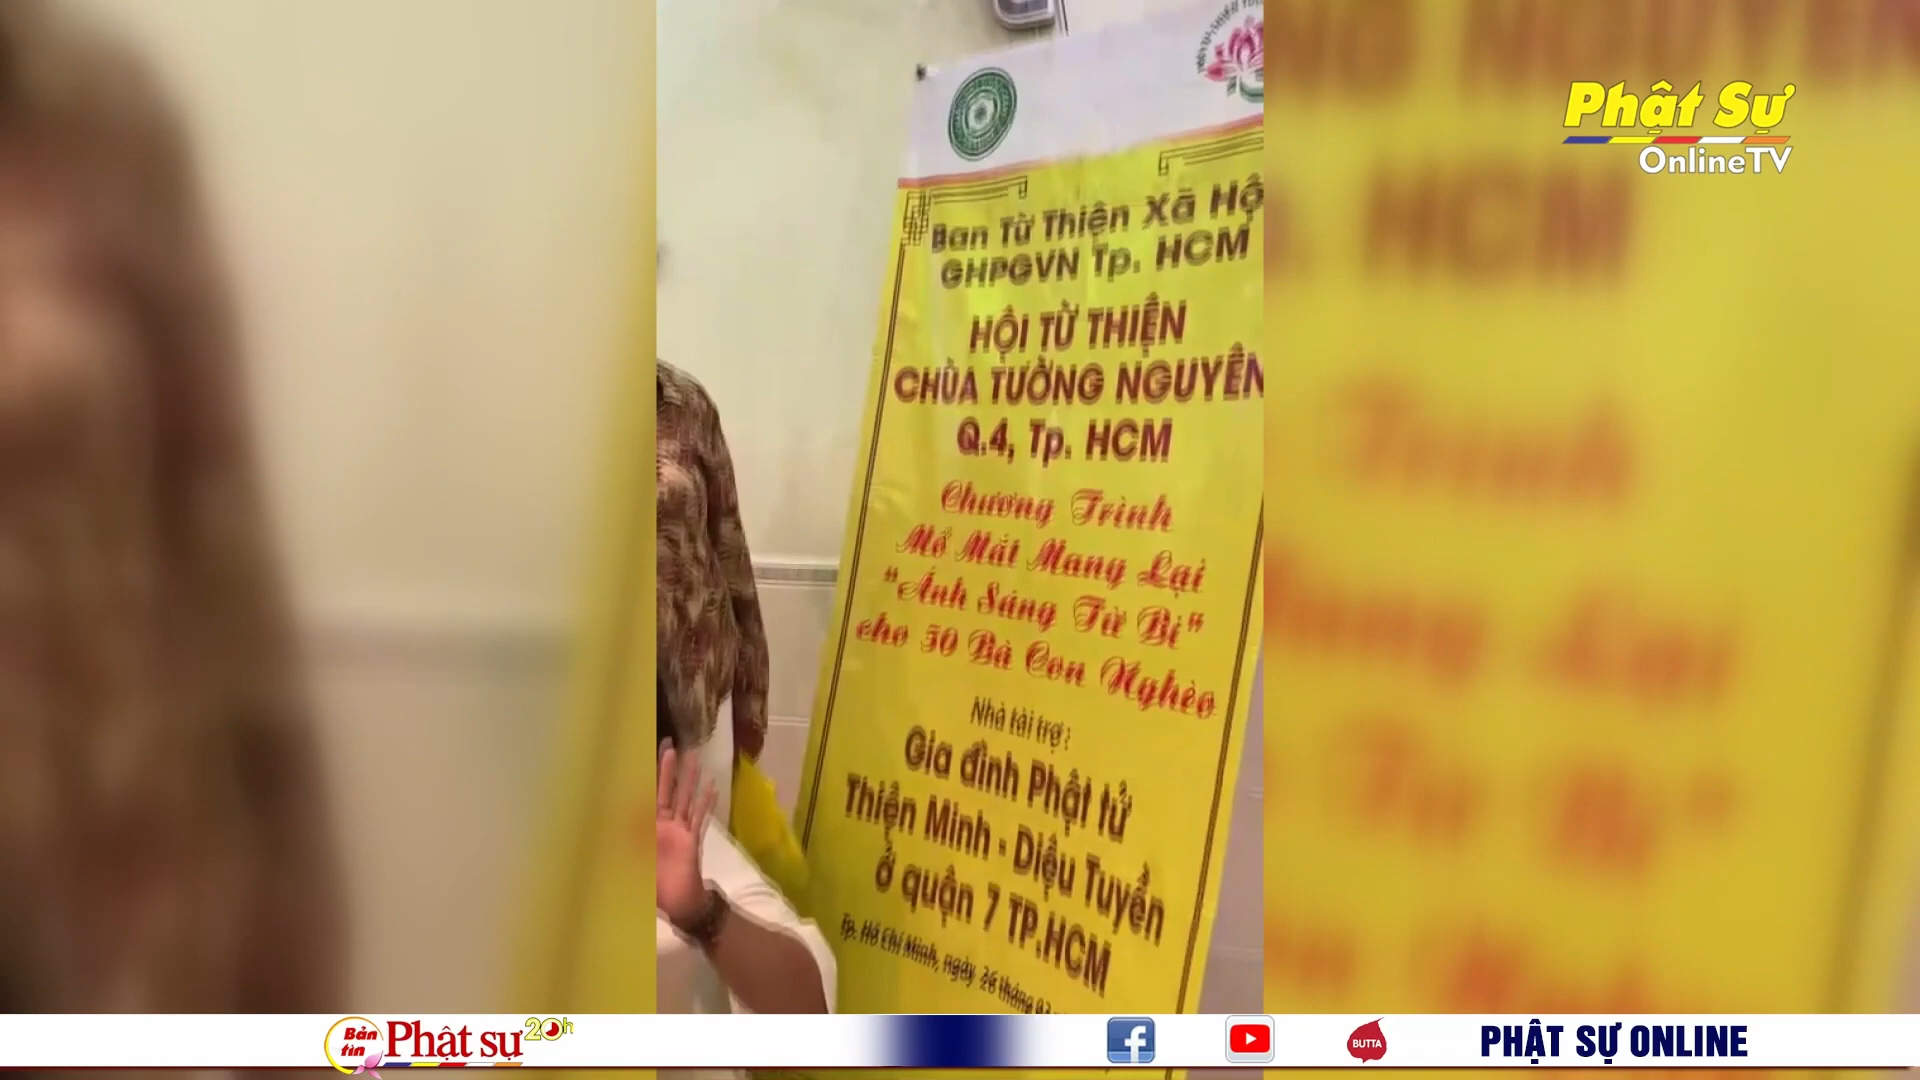 Phật Sự
OnlineTV
Ban Từ Thiện Xã Hộ
GHPGVN Tp. HCM
HỘI TỪ THIỆN
CHÙA TƯỜNG NGUYÊN
Q.4, Tp. HCM
Chương Trình
Mổ Mắt Mang Lại
"Ánh Sáng Từ Bi"
cho 50 Bà Con Nghèo
Nhà tài trợ :
Gia đình Phật tử
Thiện Minh - Diệu Tuyền
ở quận 7 TP.HCM
Tp. Hồ Chí Minh, ngày 26 tháng 02
Bản tin Phật sự 20h
BUTTA
PHẬT SỰ ONLINE